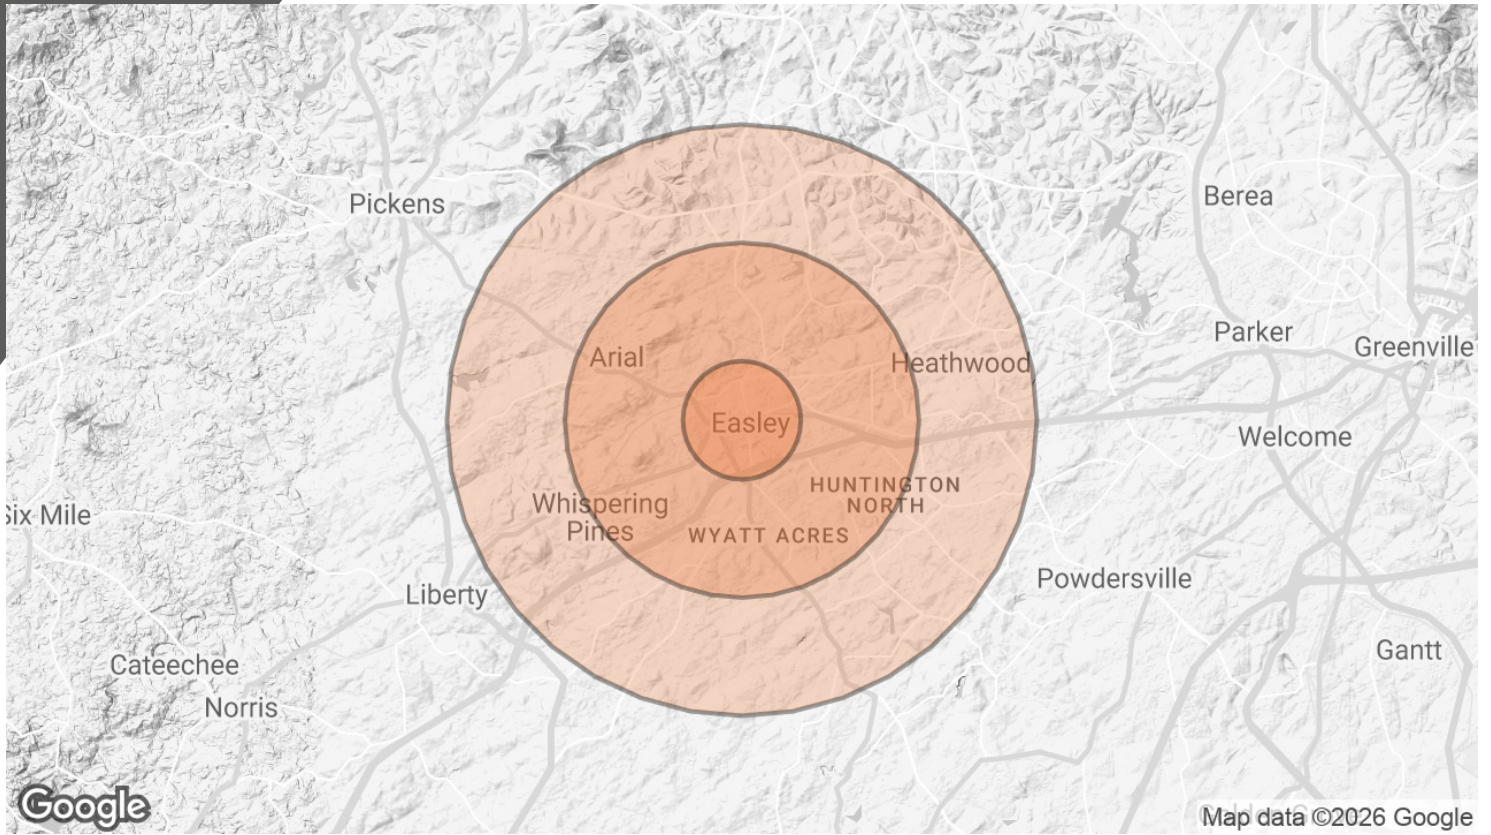 Pickens
Berea
Parker
Greenville
Arial
Heathwood
Easley
Welcome
HUNTINGTON
NORTH
Whispering
Pines
WYATT ACRES
Six Mile
Powdersville
Liberty
Gantt
Cateechee
Norris
Google
Map data ©2026 Google